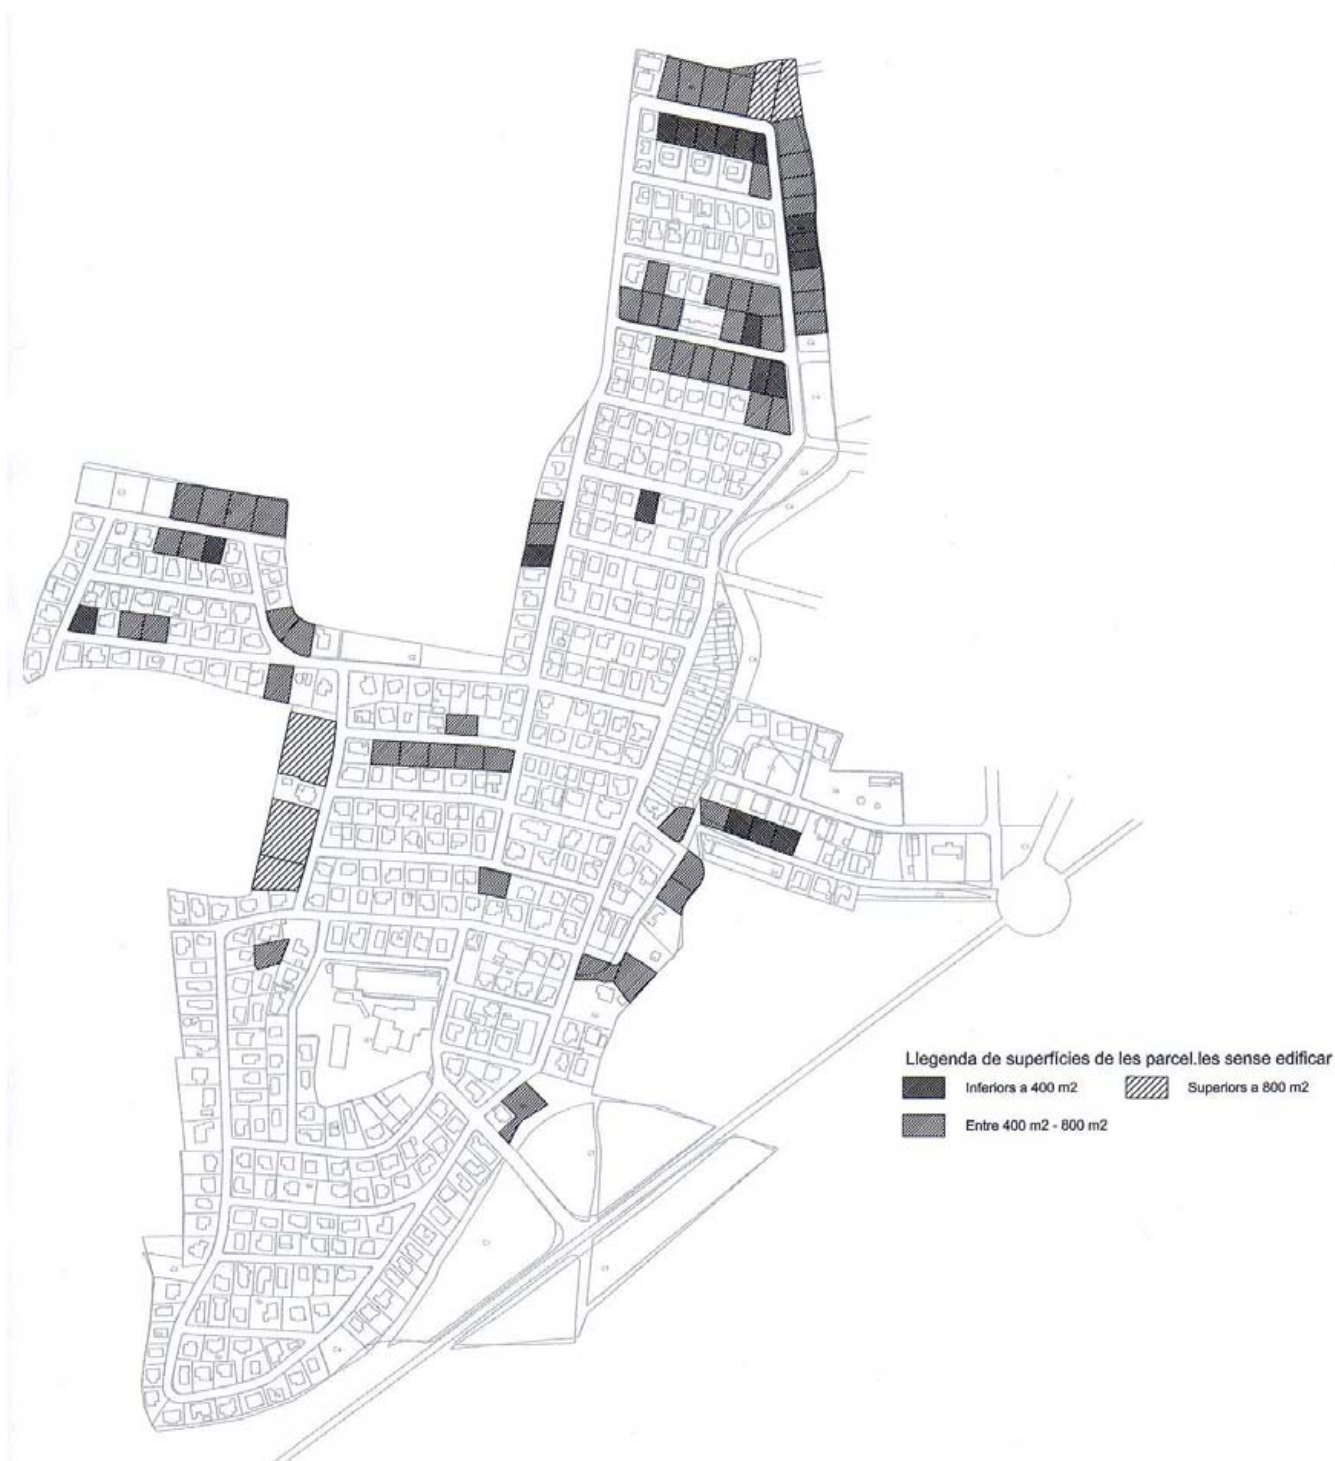 Llegenda de superfícies de les parcel.les sense edificar
Inferiors a 400 m2
Superiors a 800 m2
Entre 400 m2 - 800 m2